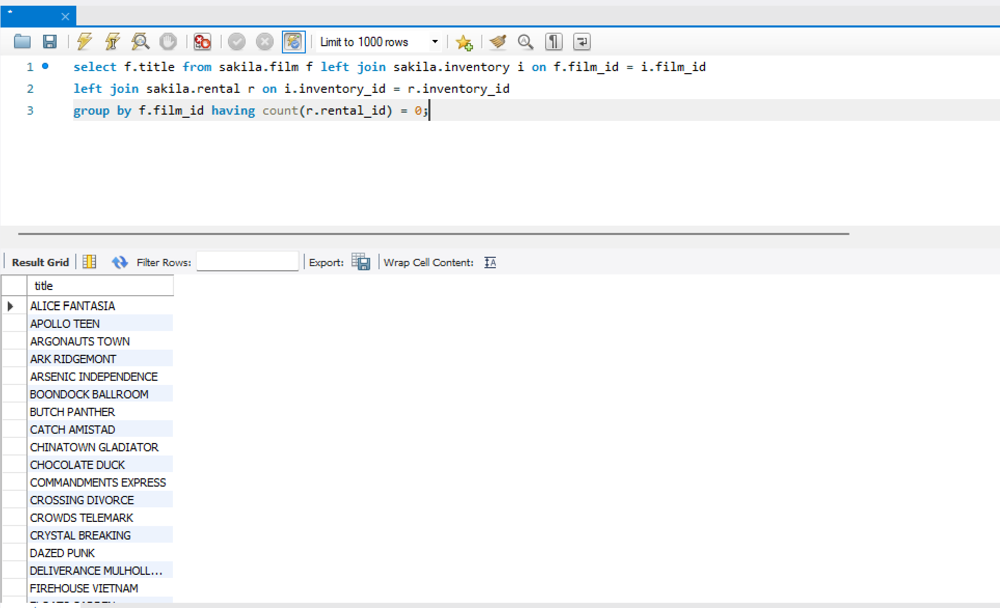 *
Limit to 1000 rows
1 select f.title from sakila.film f left join sakila.inventory i on f.film_id = i.film_id
2 left join sakila.rental r on i.inventory_id = r.inventory_id
3 group by f.film_id having count(r.rental_id) = 0;
Result Grid Filter Rows: Export: Wrap Cell Content:
title
ALICE FANTASIA
APOLLO TEEN
ARGONAUTS TOWN
ARK RIDGEMONT
ARSENIC INDEPENDENCE
BOONDOCK BALLROOM
BUTCH PANTHER
CATCH AMISTAD
CHINATOWN GLADIATOR
CHOCOLATE DUCK
COMMANDMENTS EXPRESS
CROSSING DIVORCE
CROWDS TELEMARK
CRYSTAL BREAKING
DAZED PUNK
DELIVERANCE MULHOLL...
FIREHOUSE VIETNAM